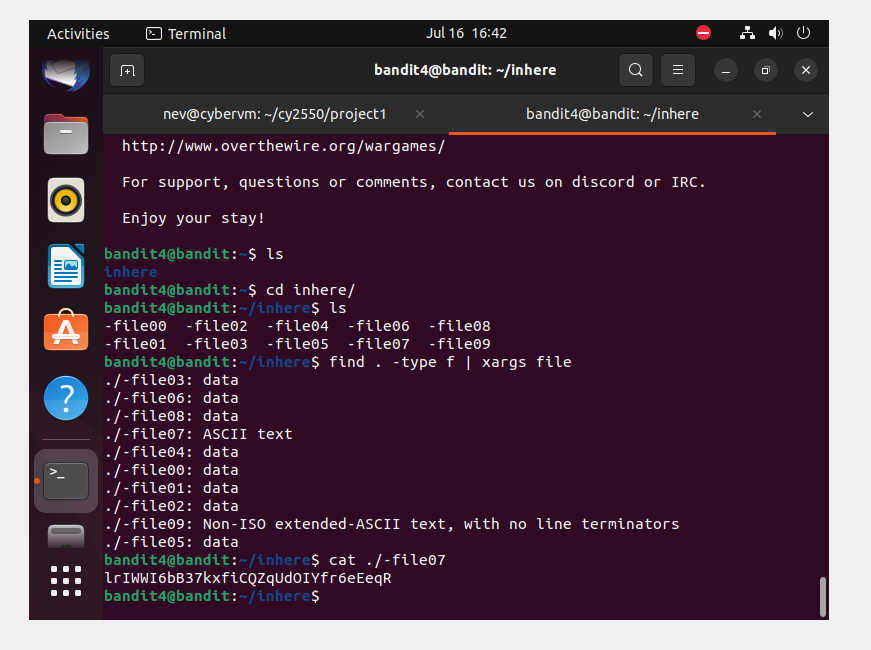 Activities Terminal Jul 16 16:42
bandit4@bandit: ~/inhere
nev@cybervm: ~/cy2550/project1 × bandit4@bandit: ~/inhere ×
http://www.overthewire.org/wargames/
For support, questions or comments, contact us on discord or IRC.
Enjoy your stay!
bandit4@bandit:~$ ls
inhere
bandit4@bandit:~$ cd inhere/
bandit4@bandit:~/inhere$ ls
-file00 -file02 -file04 -file06 -file08
-file01 -file03 -file05 -file07 -file09
bandit4@bandit:~/inhere$ find . -type f | xargs file
./-file03: data
./-file06: data
./-file08: data
./-file07: ASCII text
./-file04: data
./-file00: data
./-file01: data
./-file02: data
./-file09: Non-ISO extended-ASCII text, with no line terminators
./-file05: data
bandit4@bandit:~/inhere$ cat ./-file07
lrIWWI6bB37kxfiCQZqUdOIYfr6eEeqR
bandit4@bandit:~/inhere$